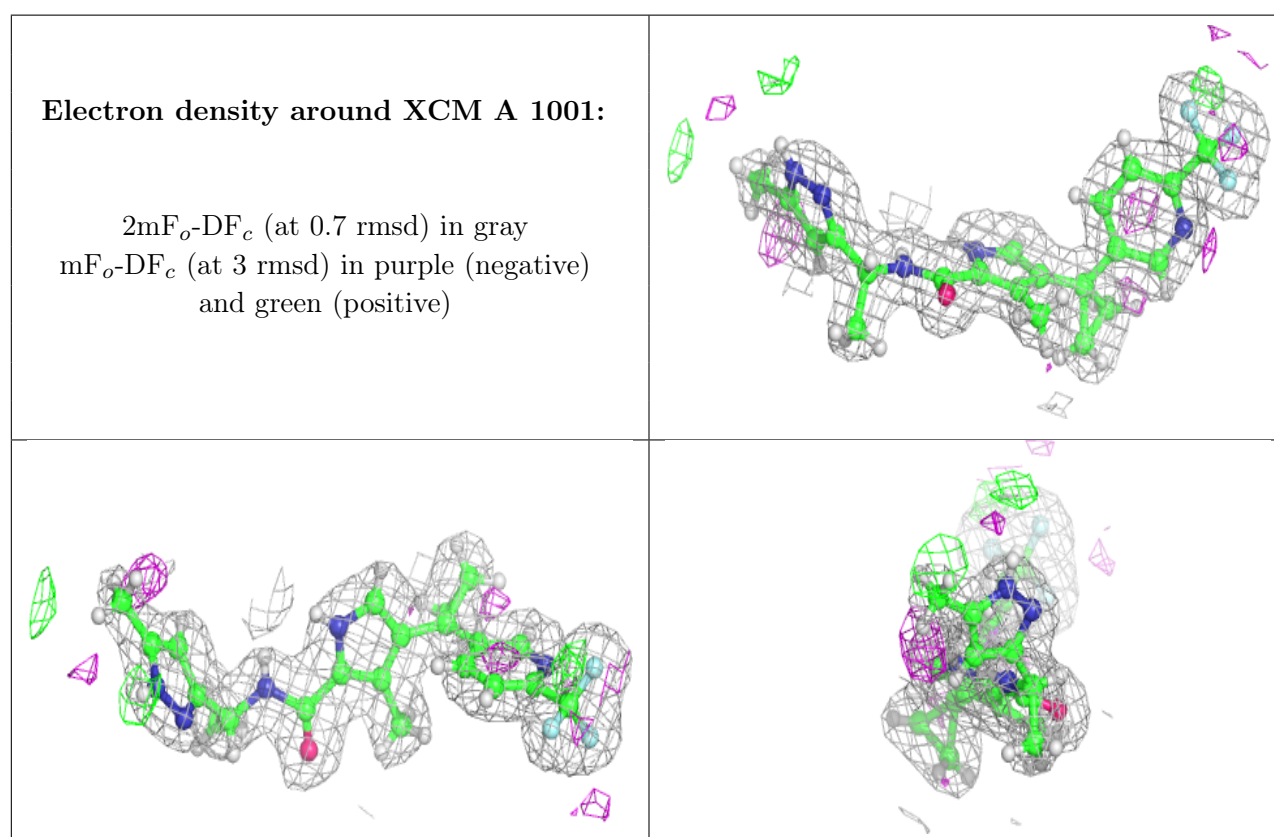 Electron density around XCM A 1001:
2mFo-DFc (at 0.7 rmsd) in gray
mFo-DFc (at 3 rmsd) in purple (negative)
and green (positive)